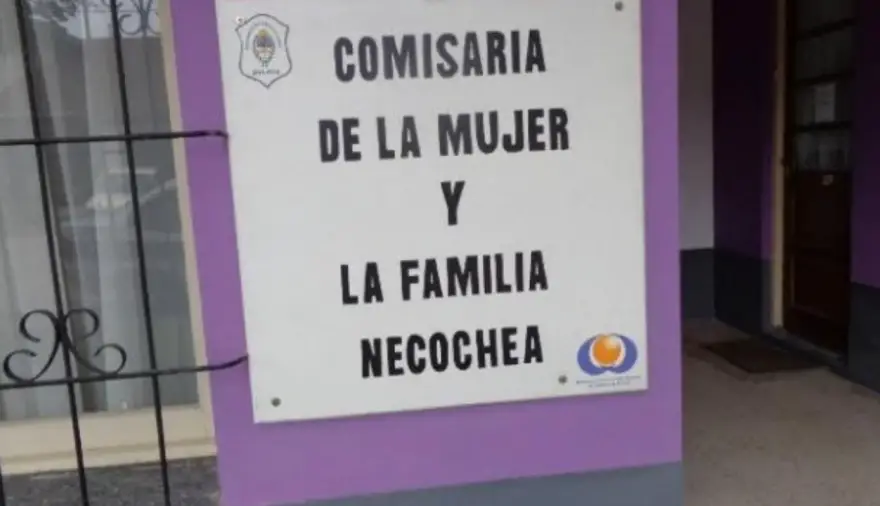 COMISARIA
DE LA MUJER
Y
LA FAMILIA
NECOCHEA